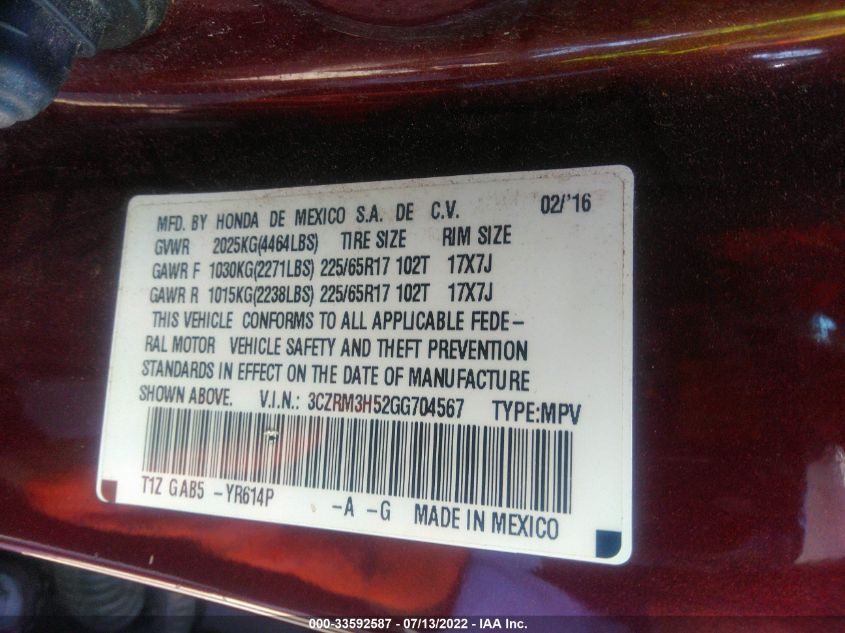 MFD. BY HONDA DE MEXICO S.A. DE C.V. 02/'16
GVWR 2025KG(4464LBS) TIRE SIZE RIM SIZE
GAWR F 1030KG(2271LBS) 225/65R17 102T 17X7J
GAWR R 1015KG(2238LBS) 225/65R17 102T 17X7J
THIS VEHICLE CONFORMS TO ALL APPLICABLE FEDE-
RAL MOTOR VEHICLE SAFETY AND THEFT PREVENTION
STANDARDS IN EFFECT ON THE DATE OF MANUFACTURE
SHOWN ABOVE. V.I.N.: 3CZRM3H52GG704567 TYPE:MPV
T1Z GAB5 -YR614P -A -G MADE IN MEXICO
000-33592587 - 07/13/2022 - IAA Inc.